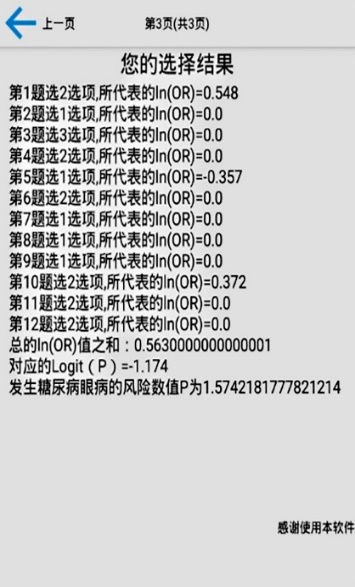 上一页 第3页(共3页)
您的选择结果
第1题选2选项,所代表的ln(OR)=0.548
第2题选1选项,所代表的ln(OR)=0.0
第3题选3选项,所代表的ln(OR)=0.0
第4题选2选项,所代表的ln(OR)=0.0
第5题选1选项,所代表的ln(OR)=-0.357
第6题选2选项,所代表的ln(OR)=0.0
第7题选1选项,所代表的ln(OR)=0.0
第8题选1选项,所代表的ln(OR)=0.0
第9题选1选项,所代表的ln(OR)=0.0
第10题选2选项,所代表的ln(OR)=0.372
第11题选2选项,所代表的ln(OR)=0.0
第12题选2选项,所代表的ln(OR)=0.0
总的ln(OR)值之和：0.5630000000000001
对应的Logit（P）=-1.174
发生糖尿病眼病的风险数值P为1.5742181777821214
感谢使用本软件